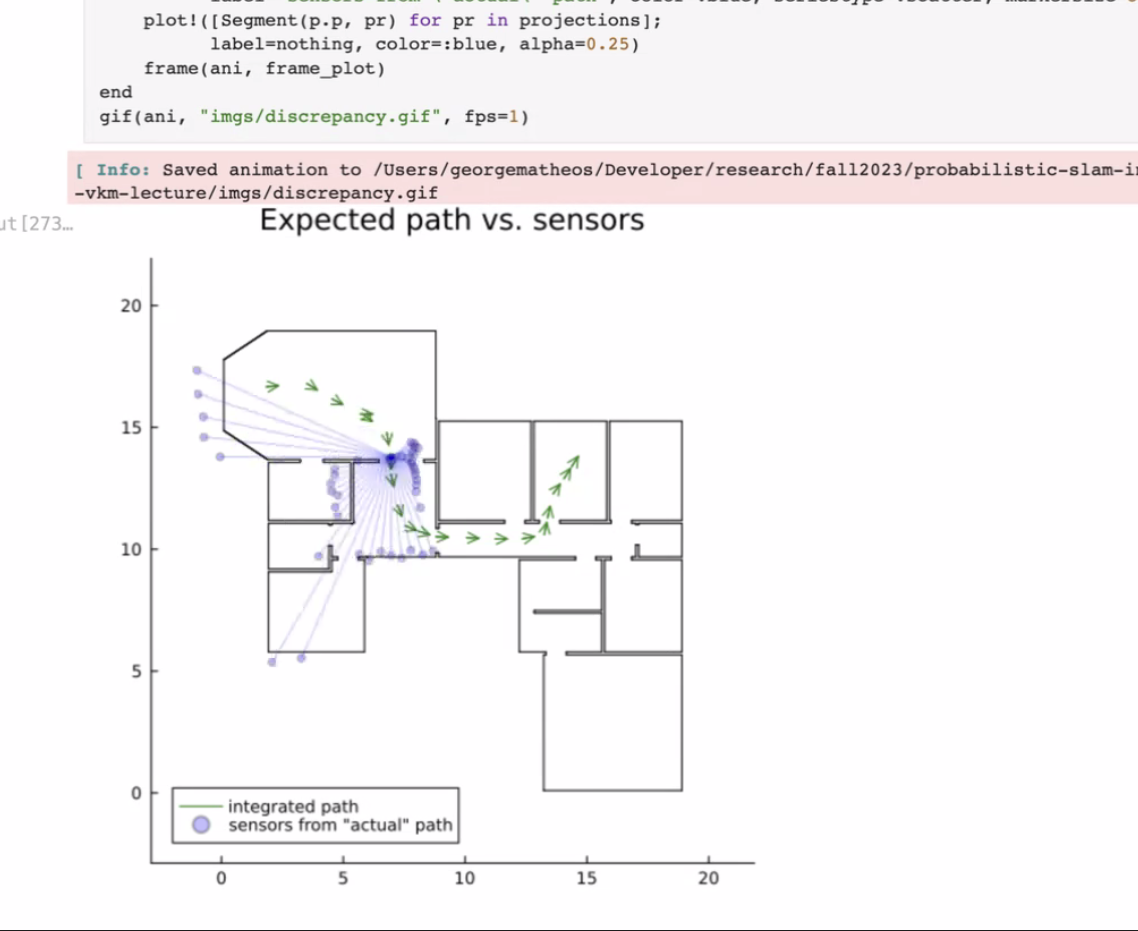 plot!([Segment(p.p, pr) for pr in projections];
label=nothing, color=:blue, alpha=0.25)
frame(ani, frame_plot)
end
gif(ani, "imgs/discrepancy.gif", fps=1)
[ Info: Saved animation to /Users/georgematheos/Developer/research/fall2023/probabilistic-slam-in
-vkm-lecture/imgs/discrepancy.gif
ut[273…
Expected path vs. sensors
20
15
10
5
0
integrated path
sensors from "actual" path
0 5 10 15 20